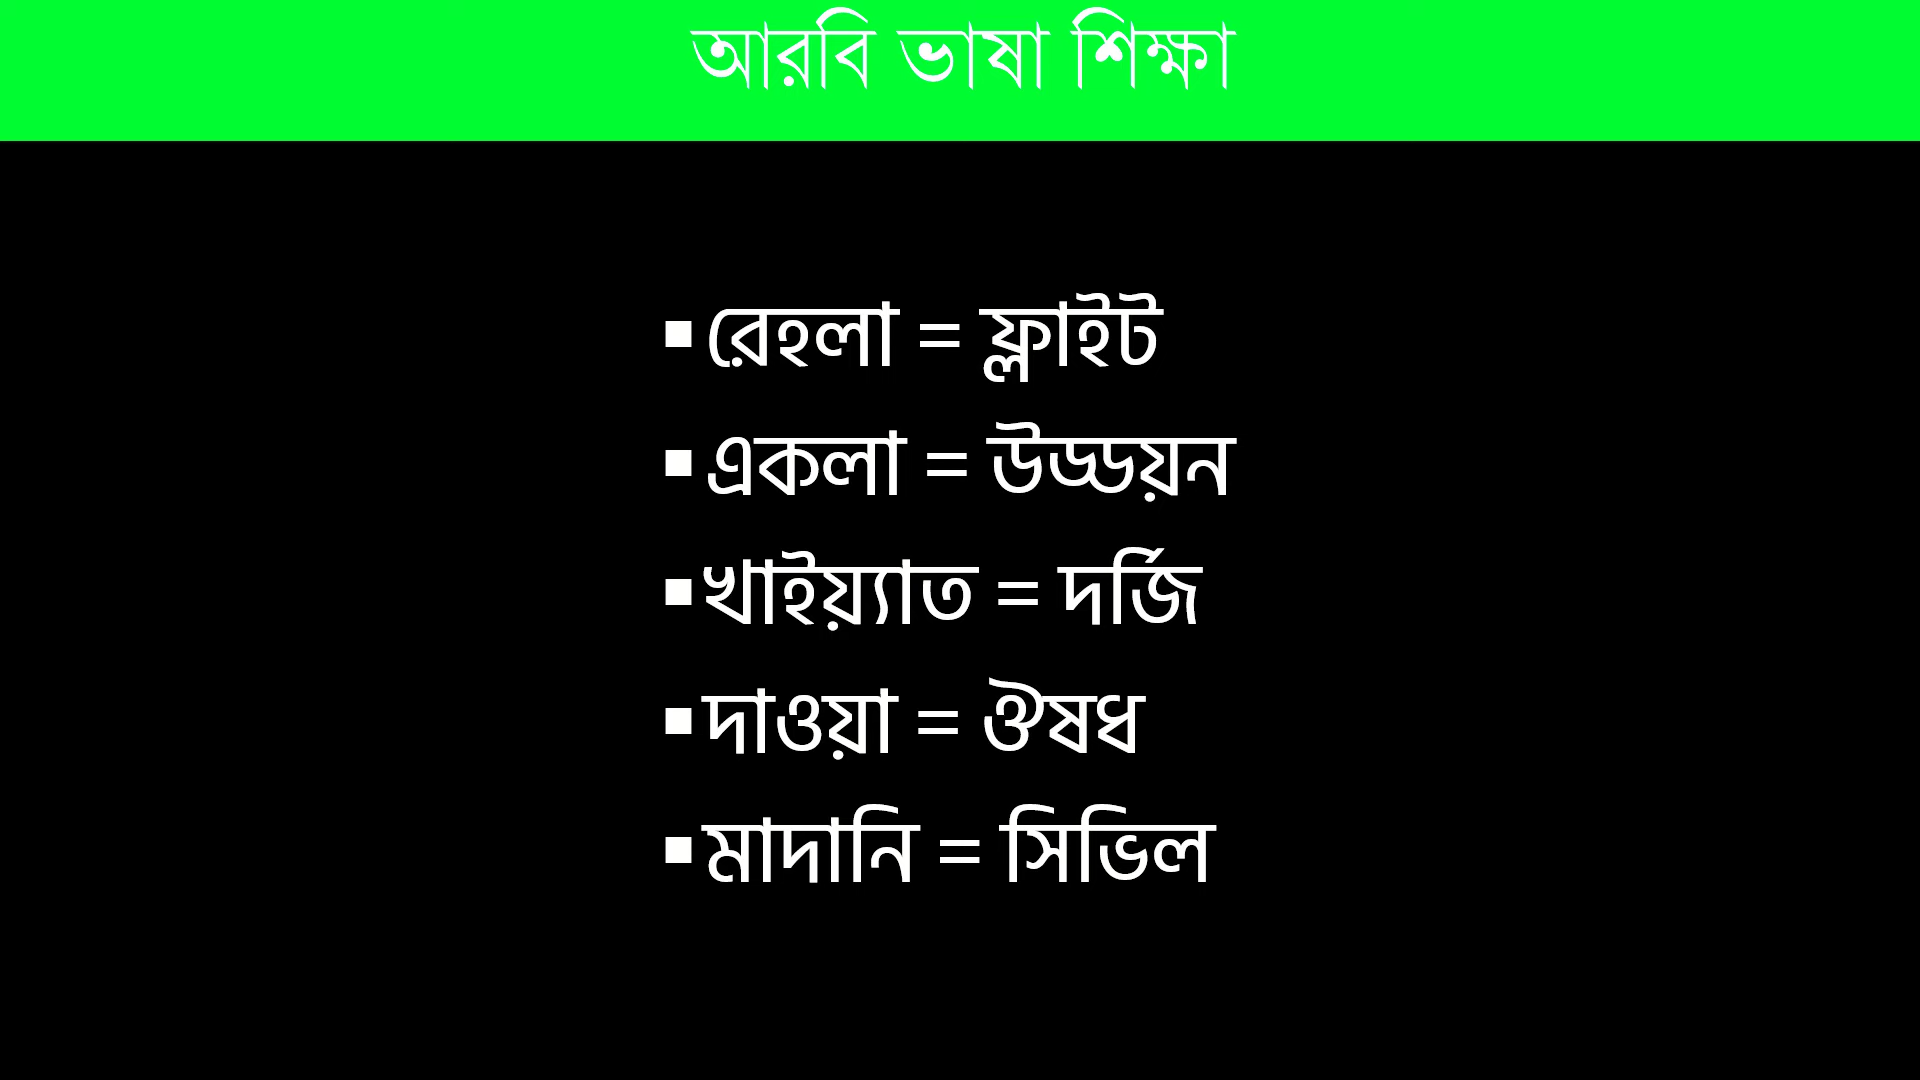 আরবি ভাষা শিক্ষা
▪রেহলা = ফ্লাইট
▪একলা = উড্ডয়ন
▪খাইয়্যাত = দর্জি
▪দাওয়া = ঔষধ
▪মাদানি = সিভিল